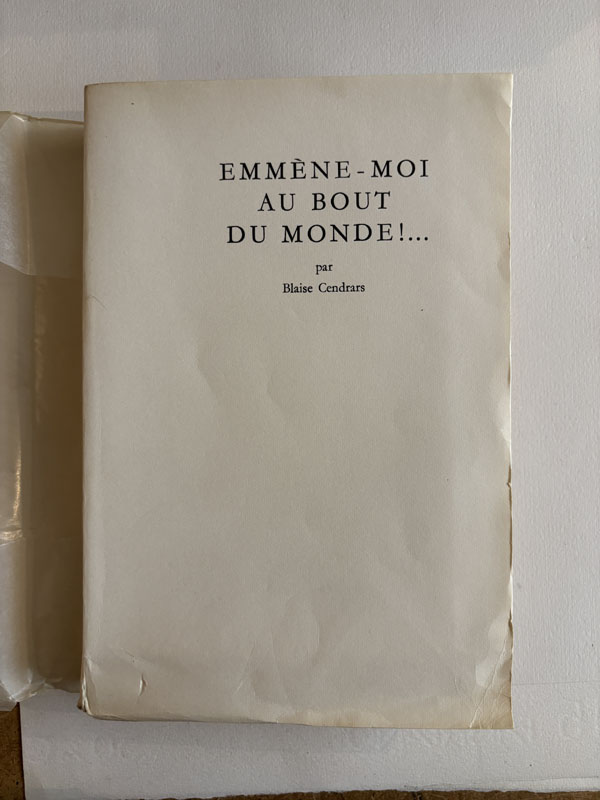 EMMÈNE-MOI
AU BOUT
DU MONDE!...
par
Blaise Cendrars